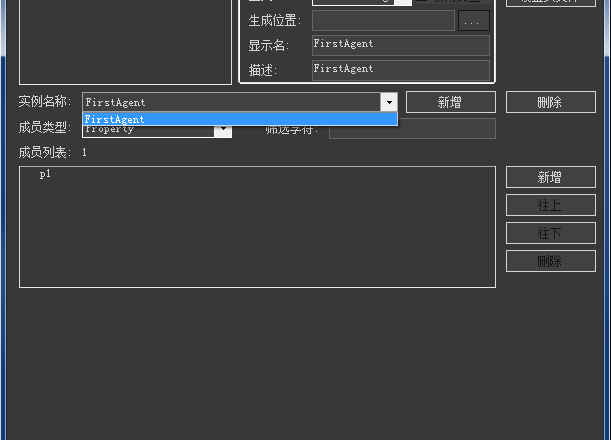 生成位置: ...
显示名: FirstAgent
描述: FirstAgent
实例名称: FirstAgent 新增 删除
FirstAgent
成员类型: Property 筛选字符:
成员列表: 1
p1
新增
往上
往下
删除